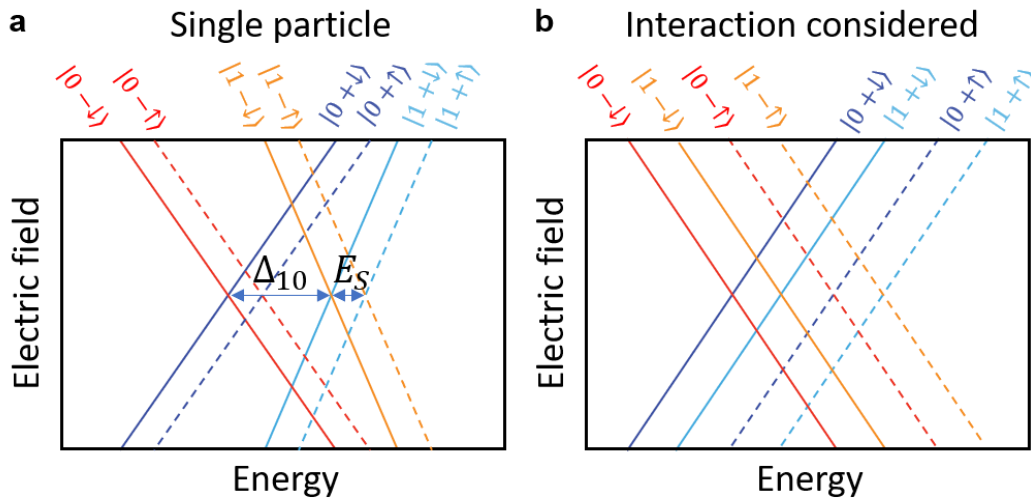 a Single particle
|0 − ↓⟩ |0 − ↑⟩ |1 − ↓⟩ |1 − ↑⟩ |0 + ↓⟩ |0 + ↑⟩ |1 + ↓⟩ |1 + ↑⟩
Electric field
Δ₁₀ E_S
Energy
b Interaction considered
|0 − ↓⟩ |1 − ↓⟩ |0 − ↑⟩ |1 − ↑⟩ |0 + ↓⟩ |1 + ↓⟩ |0 + ↑⟩ |1 + ↑⟩
Electric field
Energy